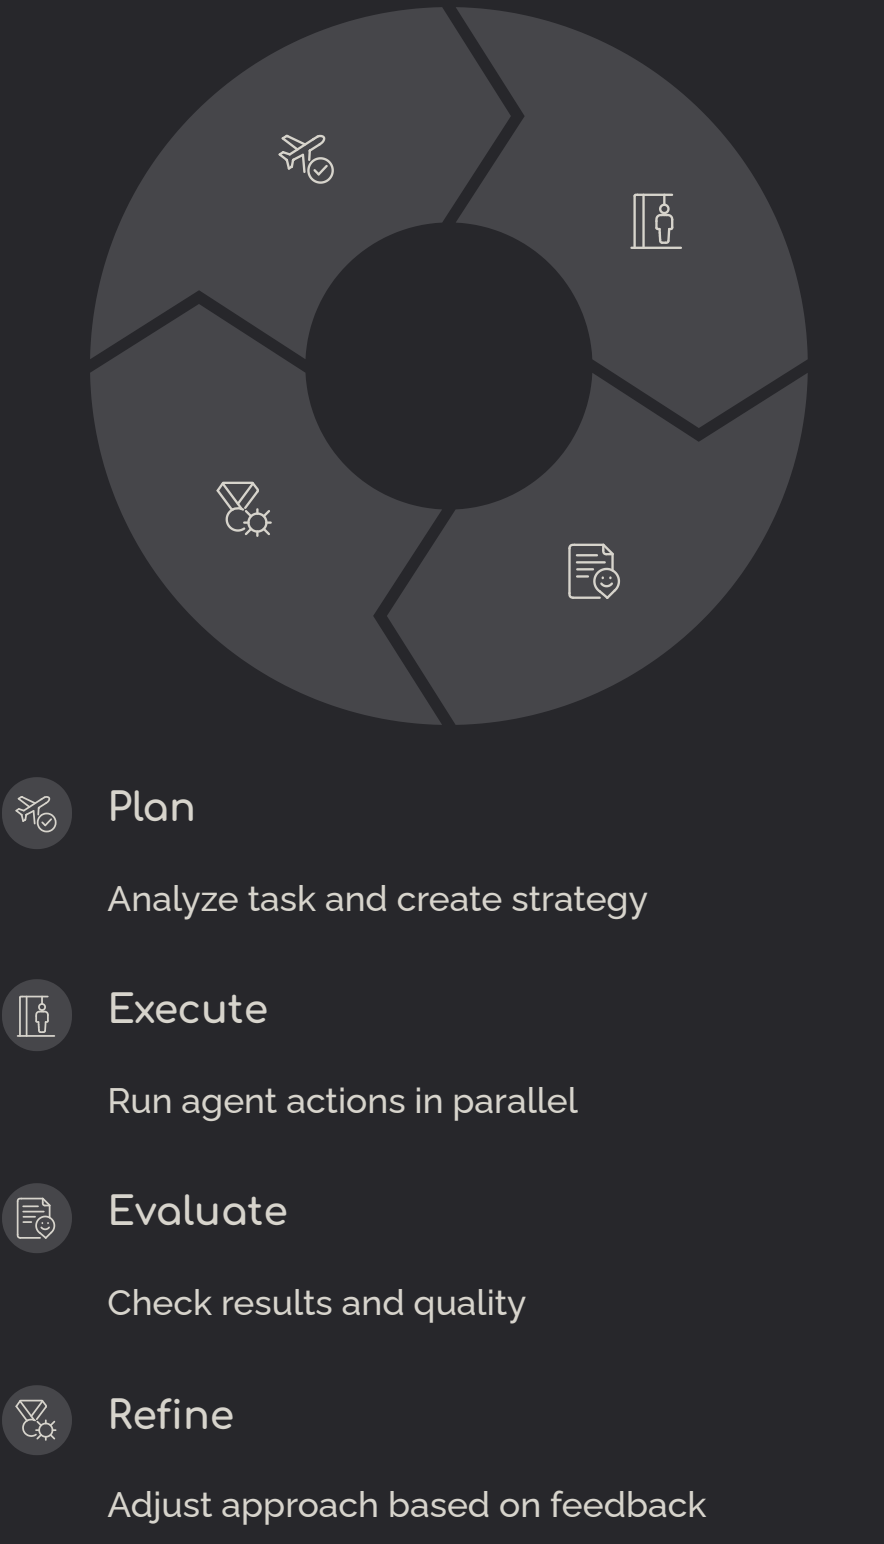 Plan
Analyze task and create strategy
Execute
Run agent actions in parallel
Evaluate
Check results and quality
Refine
Adjust approach based on feedback